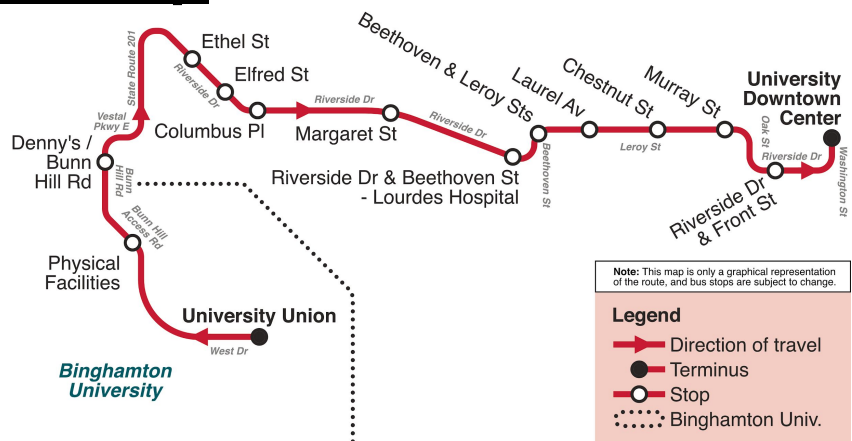 Ethel St
Elfred St
Columbus Pl
Margaret St
State Route 201
Riverside Dr
Riverside Dr
Riverside Dr
Vestal
Pkwy E
Denny's /
Bunn
Hill Rd
Bunn
Hill Rd
Bunn Hill
Access Rd
Physical
Facilities
University Union
West Dr
Binghamton
University
Riverside Dr & Beethoven St
- Lourdes Hospital
Beethoven & Leroy Sts
Beethoven St
Laurel Av
Chestnut St
Leroy St
Murray St
Oak St
Riverside Dr
Riverside Dr
& Front St
University
Downtown
Center
Washington St
Note: This map is only a graphical representation
of the route, and bus stops are subject to change.
Legend
Direction of travel
Terminus
Stop
Binghamton Univ.